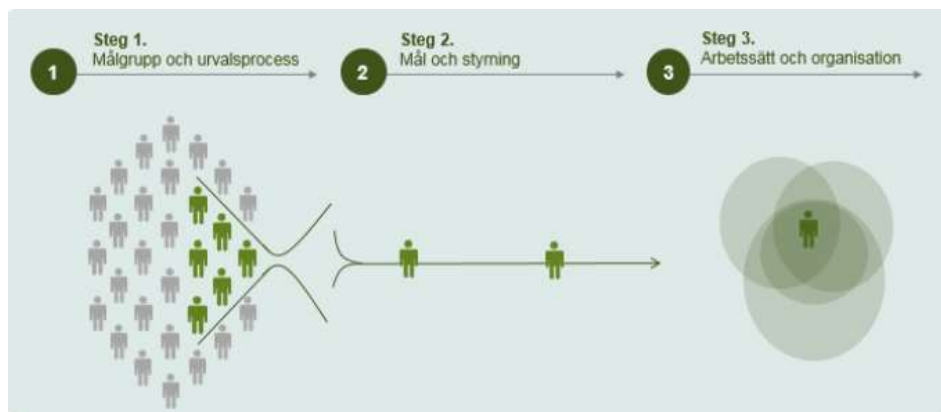 Steg 1.
1
Målgrupp och urvalsprocess
Steg 2.
2
Mål och styrning
Steg 3.
3
Arbetssätt och organisation